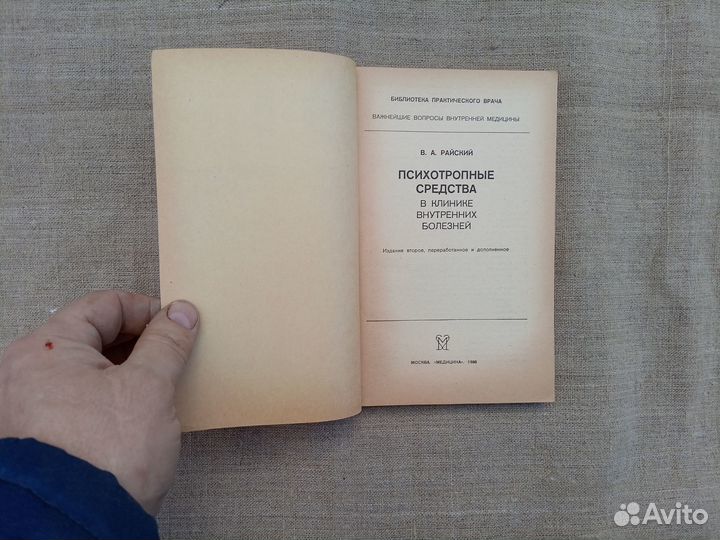 БИБЛИОТЕКА ПРАКТИЧЕСКОГО ВРАЧА
ВАЖНЕЙШИЕ ВОПРОСЫ ВНУТРЕННЕЙ МЕДИЦИНЫ
В. А. РАЙСКИЙ
ПСИХОТРОПНЫЕ
СРЕДСТВА
В КЛИНИКЕ
ВНУТРЕННИХ
БОЛЕЗНЕЙ
Издание второе, переработанное и дополненное
МОСКВА. «МЕДИЦИНА». 1988
Avito